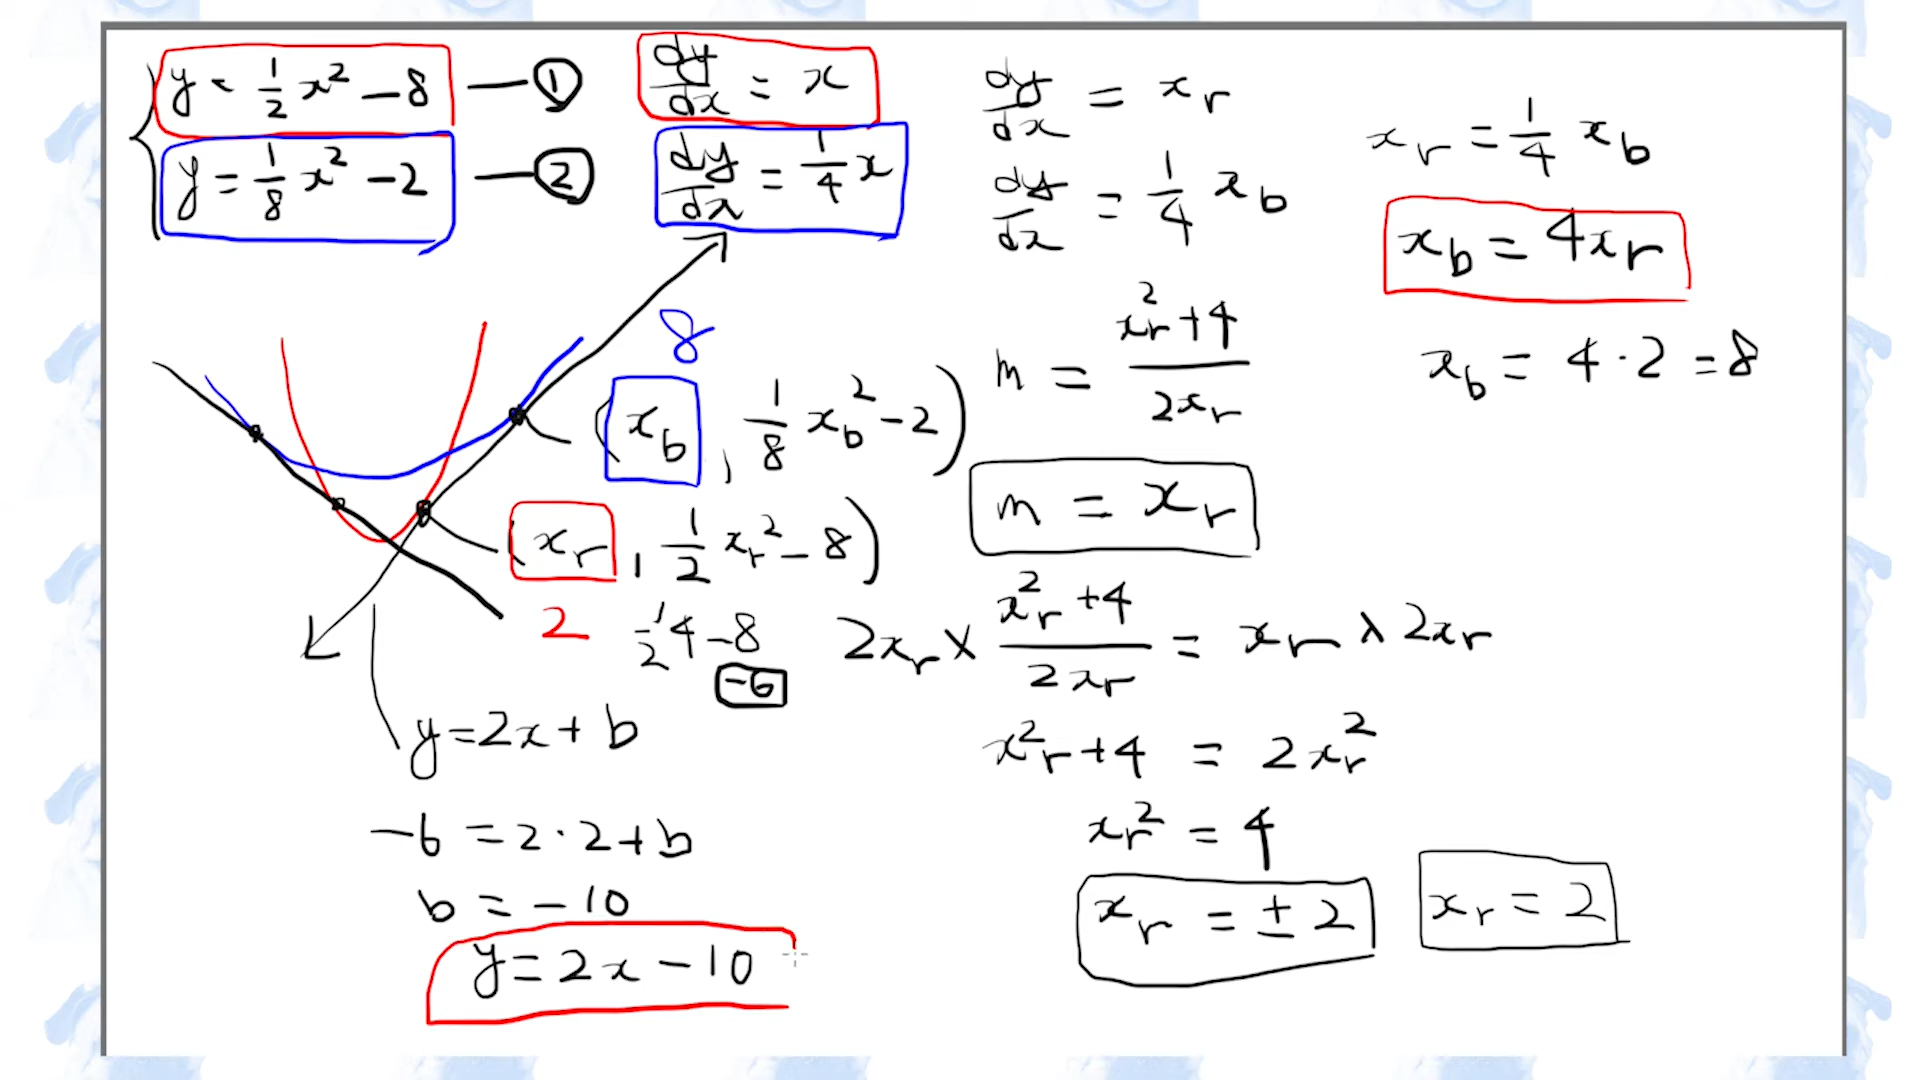 y = 1/2 x² - 8 — ①
y = 1/8 x² - 2 — ②
dy/dx = x
dy/dx = 1/4 x
8
(x_b, 1/8 x_b² - 2)
(x_r, 1/2 x_r² - 8)
2
1/2 4 - 8
-6
y = 2x + b
-6 = 2 · 2 + b
b = -10
y = 2x - 10
dy/dx = x_r
dy/dx = 1/4 x_b
m = (x_r² + 4)/(2x_r)
m = x_r
2x_r × (x_r² + 4)/(2x_r) = x_r × 2x_r
x²_r + 4 = 2x_r²
x_r² = 4
x_r = ± 2
x_r = 2
x_r = 1/4 x_b
x_b = 4x_r
x_b = 4 · 2 = 8